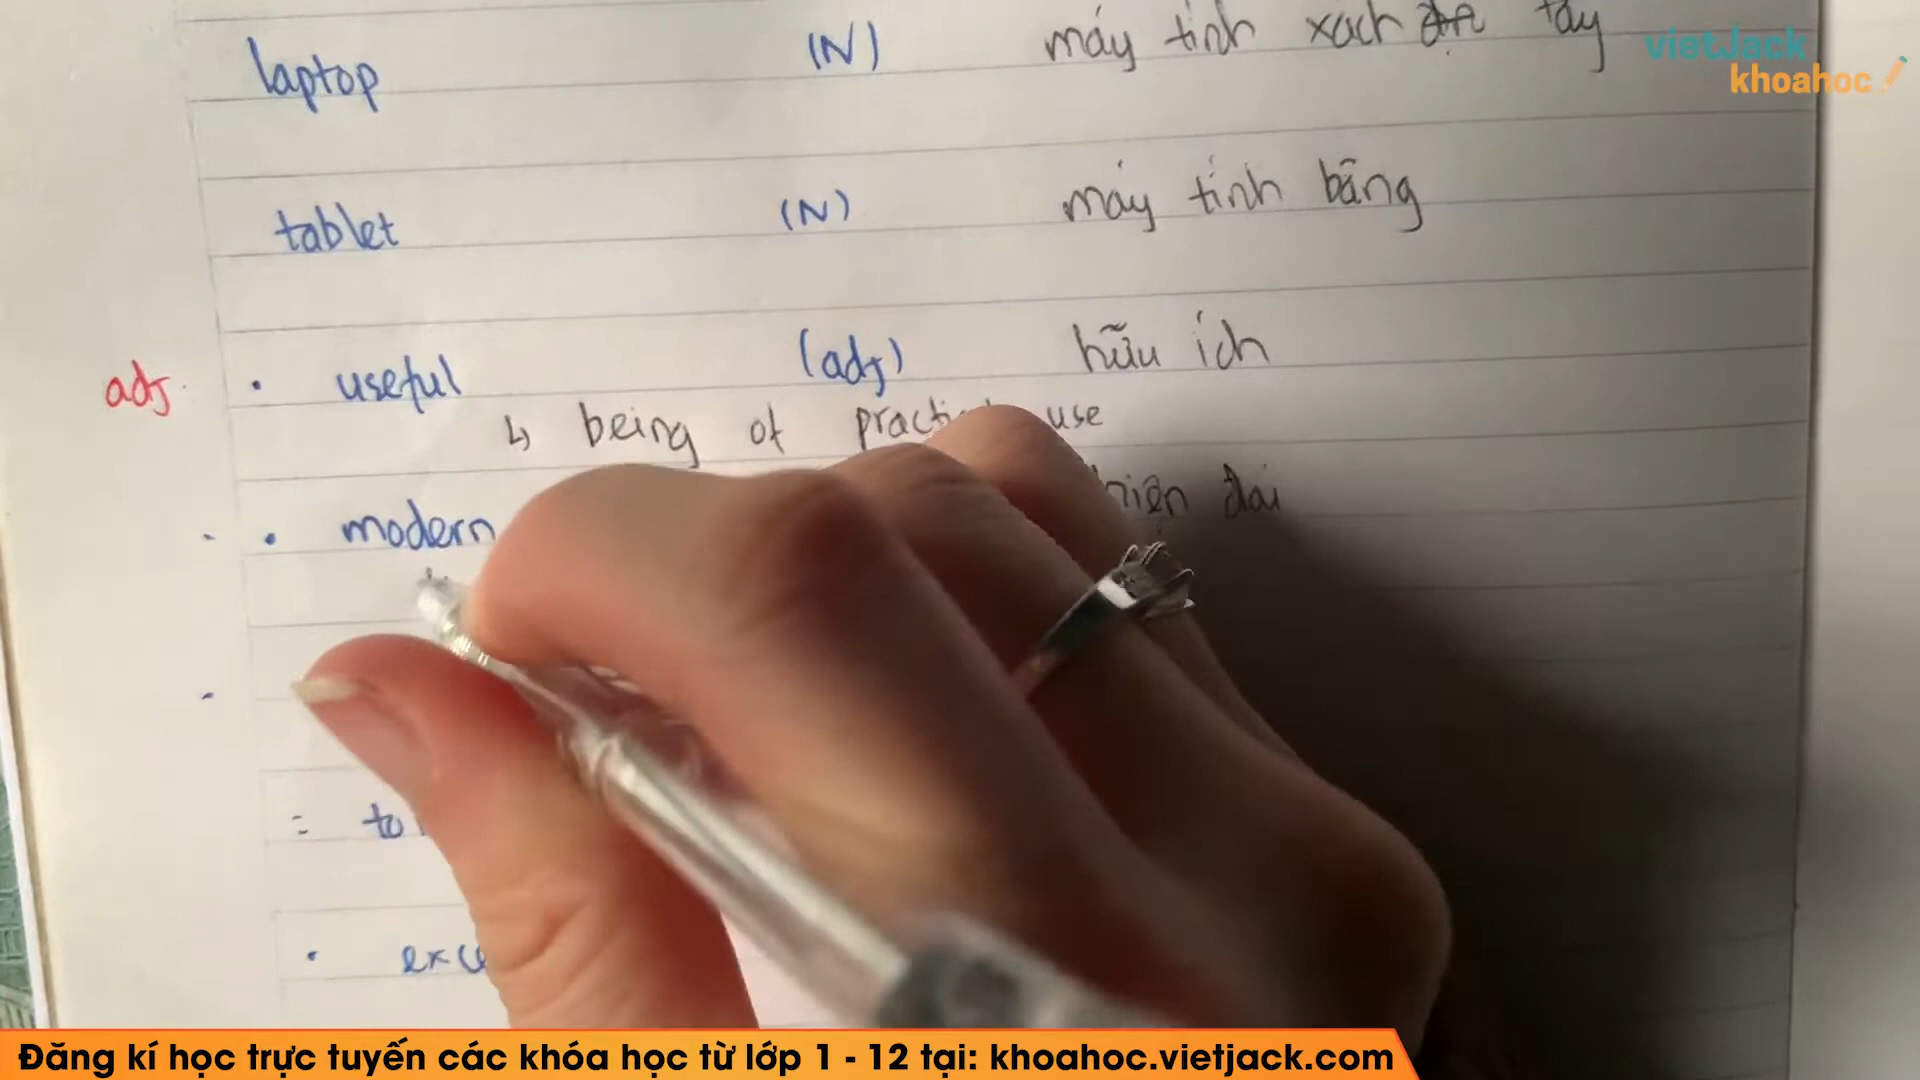 laptop (N) máy tính xách tay
vietJack
khoahoc
tablet (N) máy tính bảng
adj • useful (adj) hữu ích
↳ being of use
• modern hiện đại
Đăng kí học trực tuyến các khóa học từ lớp 1 - 12 tại: khoahoc.vietjack.com